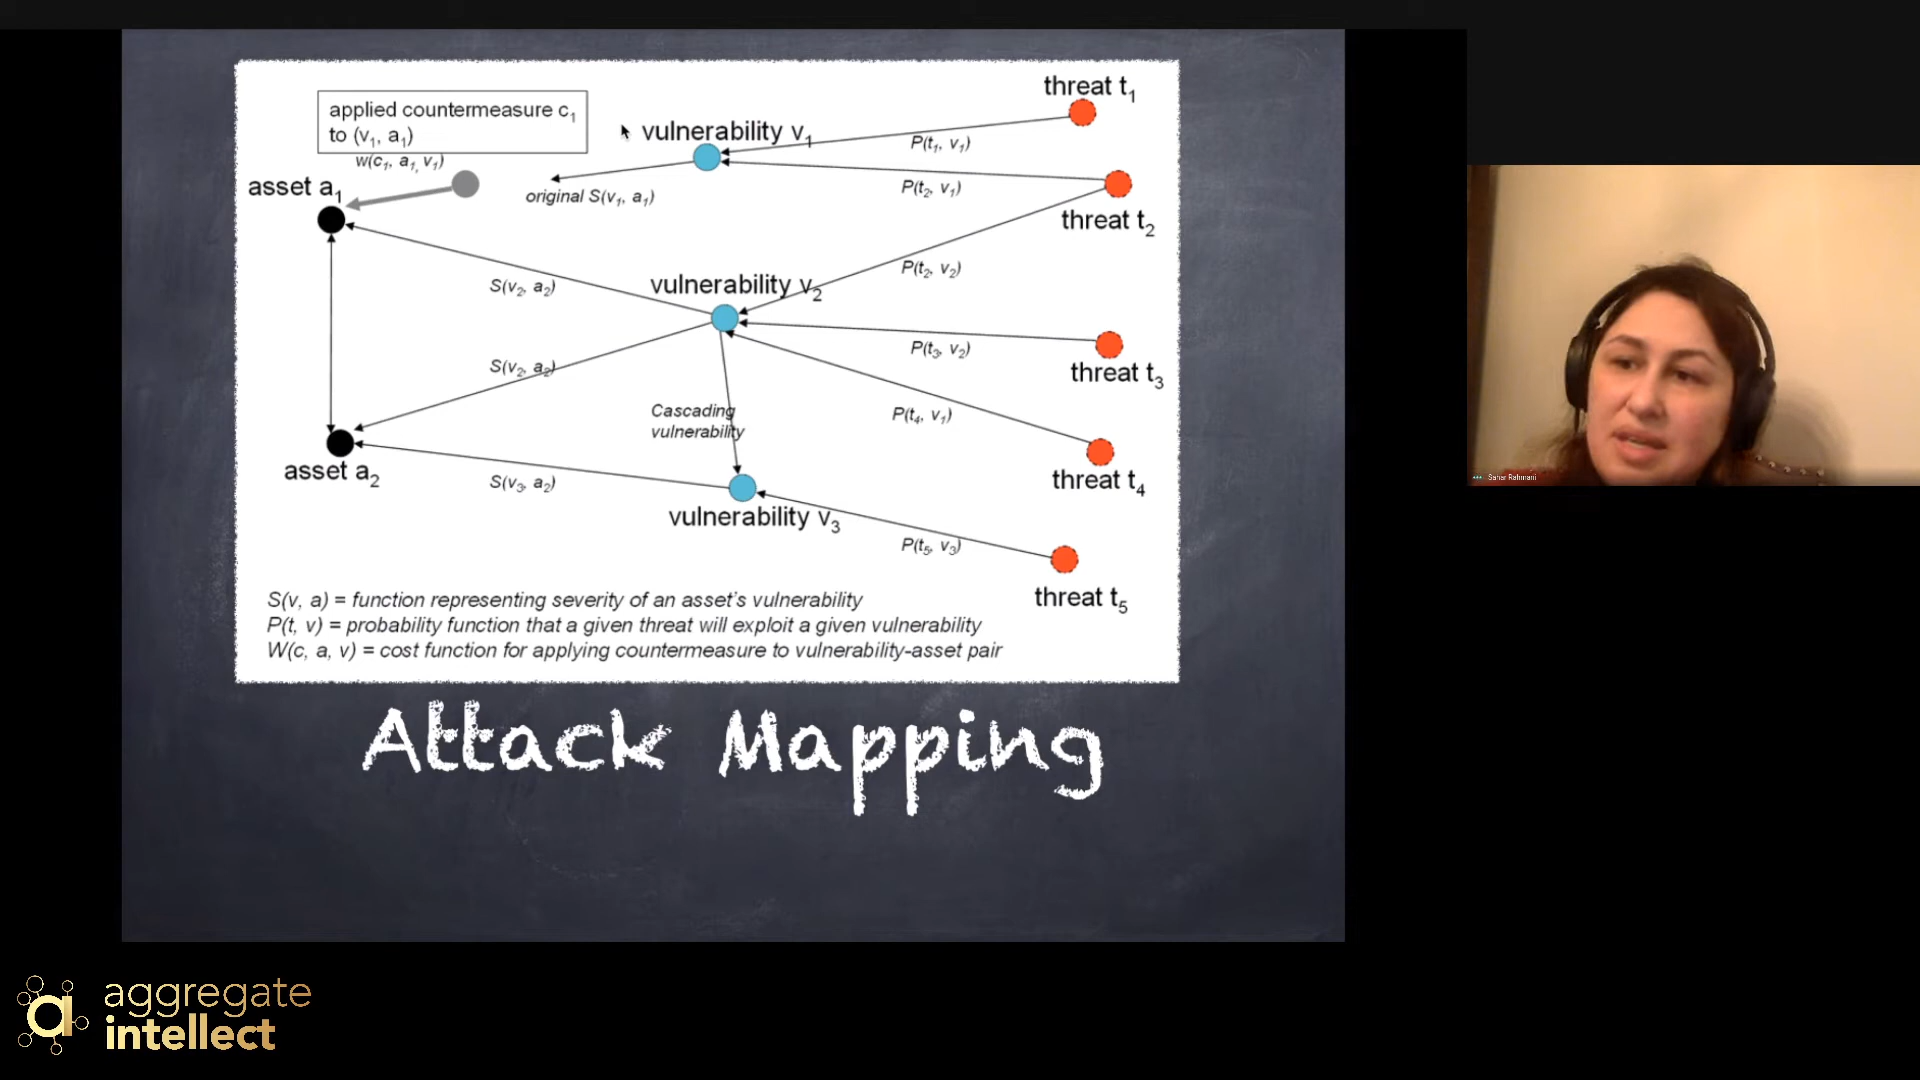 threat t1
applied countermeasure c1
to (v1, a1)
vulnerability v1
P(t1, v1)
w(c1, a1, v1)
asset a1
original S(v1, a1)
P(t2, v1)
threat t2
S(v2, a2)
vulnerability v2
P(t2, v2)
P(t3, v2)
threat t3
S(v2, a2)
Cascading
vulnerability
P(t4, v1)
asset a2
S(v3, a2)
threat t4
vulnerability v3
P(t5, v3)
threat t5
S(v, a) = function representing severity of an asset's vulnerability
P(t, v) = probability function that a given threat will exploit a given vulnerability
W(c, a, v) = cost function for applying countermeasure to vulnerability-asset pair
Attack Mapping
Sahar Rahmani
aggregate
intellect